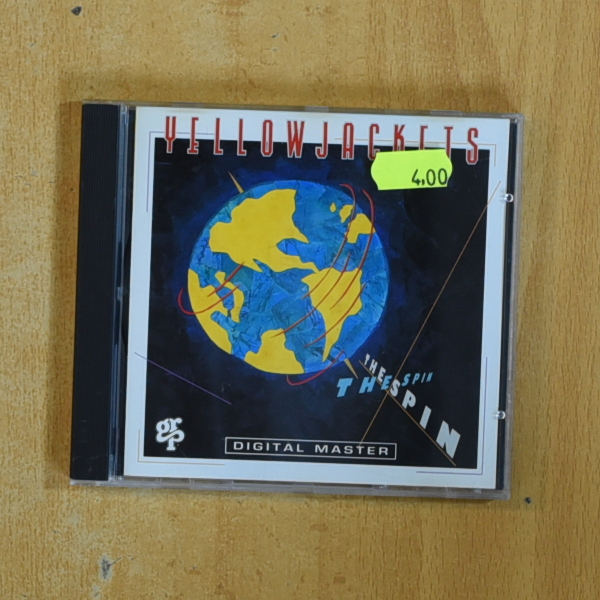 YELLOWJACKETS
4,00
THE SPIN
THE SPIN
grp
DIGITAL MASTER